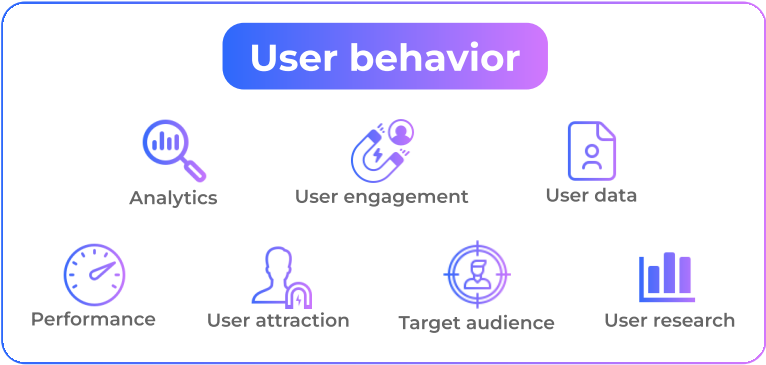 User behavior
Analytics
User engagement
User data
Performance
User attraction
Target audience
User research